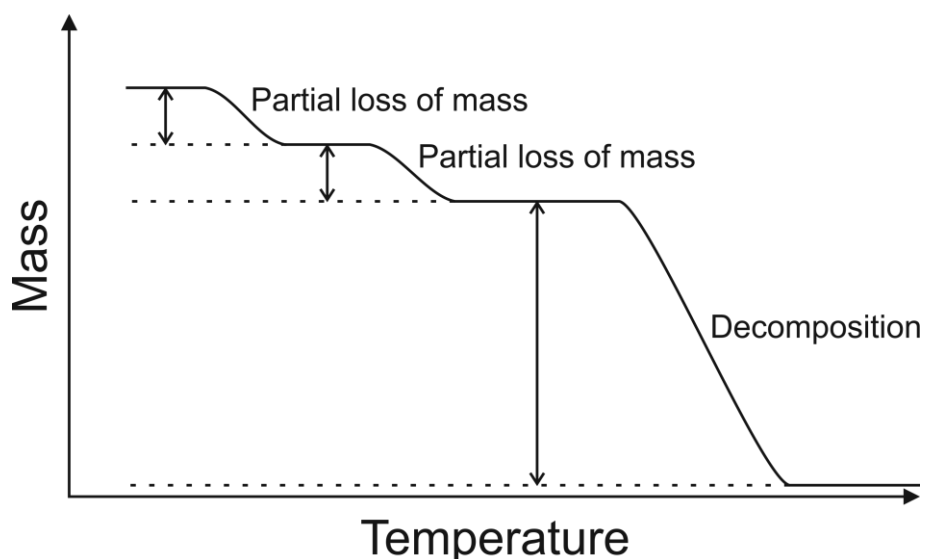 Partial loss of mass
Partial loss of mass
Mass
Decomposition
Temperature